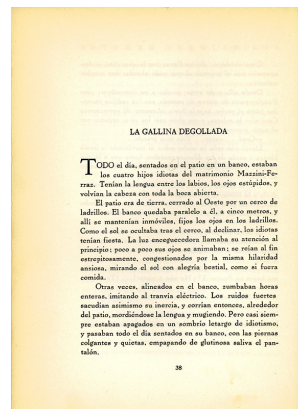 LA GALLINA DEGOLLADA
TODO el día, sentados en el patio en un banco, estaban
los cuatro hijos idiotas del matrimonio Mazzini-Fe-
rraz. Tenían la lengua entre los labios, los ojos estúpidos, y
volvían la cabeza con toda la boca abierta.
El patio era de tierra, cerrado al Oeste por un cerco de
ladrillos. El banco quedaba paralelo a él, a cinco metros, y
allí se mantenían inmóviles, fijos los ojos en los ladrillos.
Como el sol se ocultaba tras el cerco, al declinar, los idiotas
tenían fiesta. La luz enceguecedora llamaba su atención al
principio; poco a poco sus ojos se animaban; se reían al fin
estrepitosamente, congestionados por la misma hilaridad
ansiosa, mirando el sol con alegría bestial, como si fuera
comida.
Otras veces, alineados en el banco, zumbaban horas
enteras, imitando al tranvía eléctrico. Los ruidos fuertes
sacudían asimismo su inercia, y corrían entonces, alrededor
del patio, mordiéndose la lengua y mugiendo. Pero casi siem-
pre estaban apagados en un sombrío letargo de idiotismo,
y pasaban todo el día sentados en su banco, con las piernas
colgantes y quietas, empapando de glutinosa saliva el pan-
talón.
38